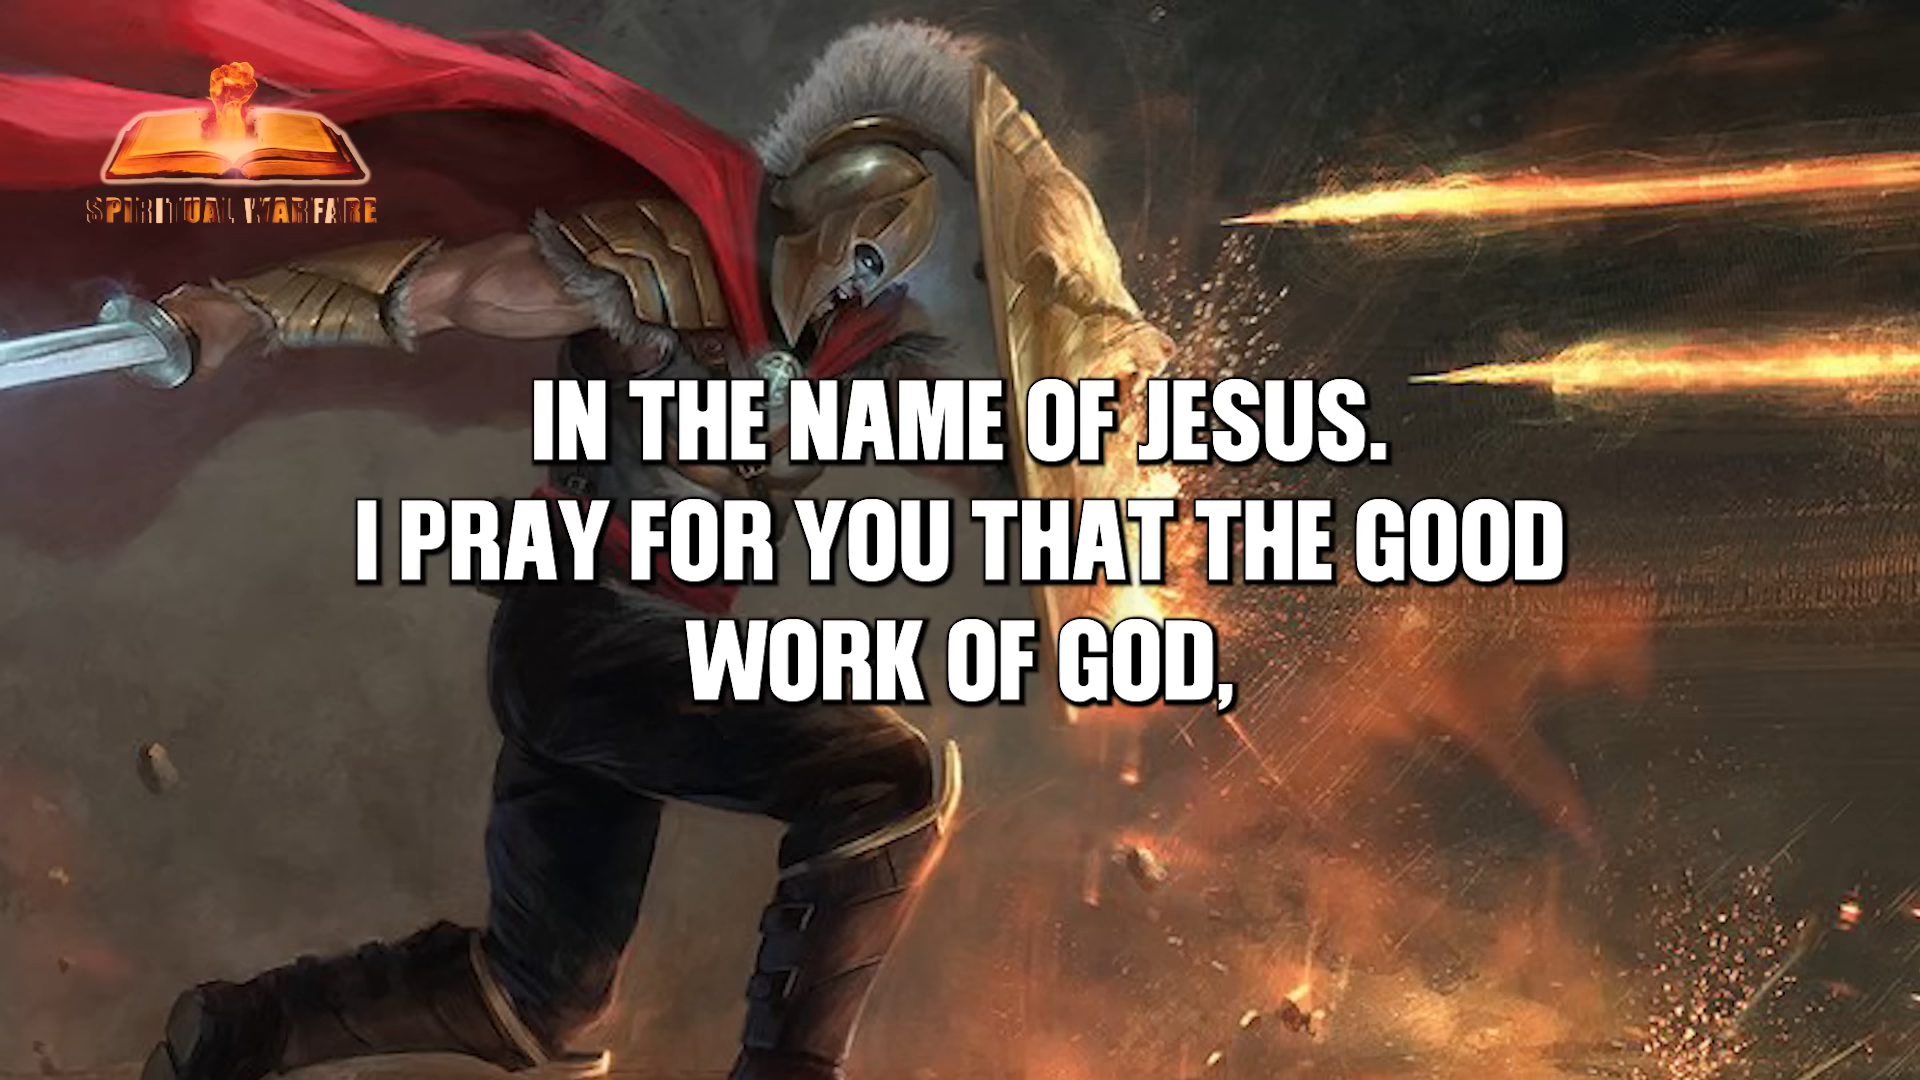 SPIRITUAL WARFARE
IN THE NAME OF JESUS.
I PRAY FOR YOU THAT THE GOOD
WORK OF GOD,